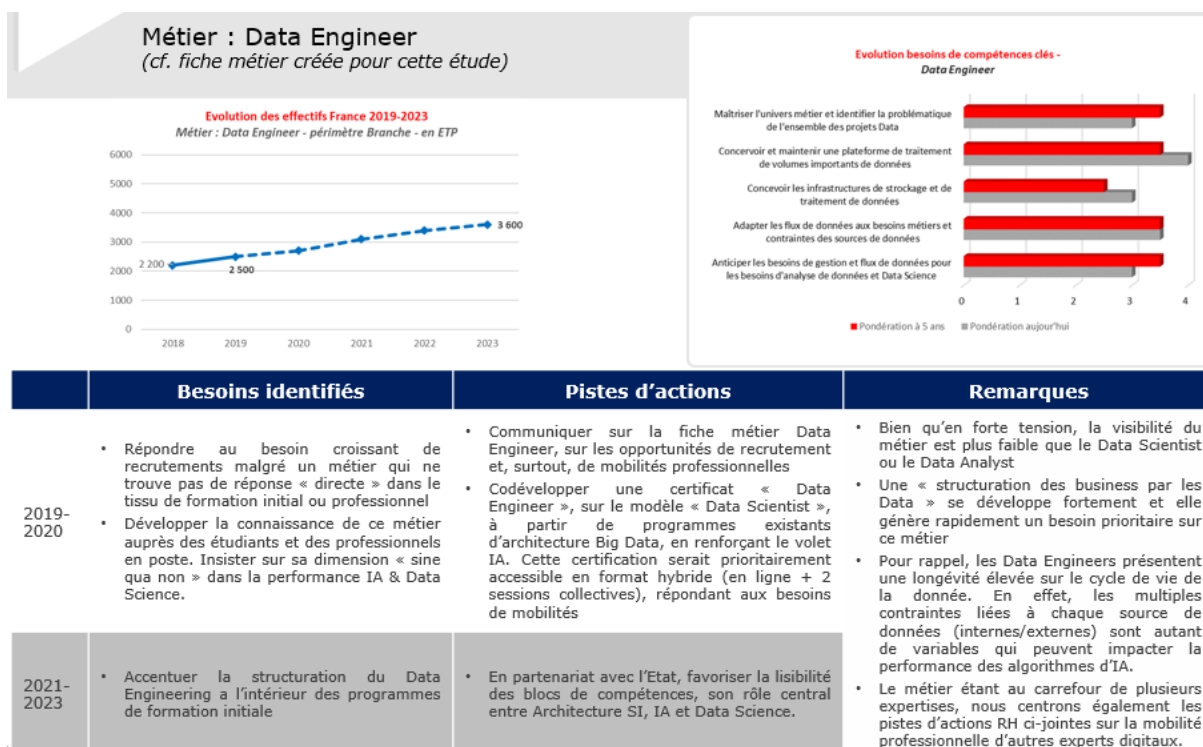 Métier : Data Engineer
(cf. fiche métier créée pour cette étude)
Evolution des effectifs France 2019-2023
Métier : Data Engineer - périmètre Branche - en ETP
6000
5000
4000
3000
2000
1000
0
2 200
2 500
3 600
2018 2019 2020 2021 2022 2023
Evolution besoins de compétences clés -
Data Engineer
Maîtriser l'univers métier et identifier la problématique
de l'ensemble des projets Data
Concervoir et maintenir une plateforme de traitement
de volumes importants de données
Concevoir les infrastructures de strockage et de
traitement de données
Adapter les flux de données aux besoins métiers et
contraintes des sources de données
Anticiper les besoins de gestion et flux de données pour
les besoins d'analyse de données et Data Science
0 1 2 3 4
Pondération à 5 ans Pondération aujourd'hui
Besoins identifiés
Pistes d'actions
Remarques
2019-
2020
• Répondre au besoin croissant de
recrutements malgré un métier qui ne
trouve pas de réponse « directe » dans le
tissu de formation initial ou professionnel
• Développer la connaissance de ce métier
auprès des étudiants et des professionnels
en poste. Insister sur sa dimension « sine
qua non » dans la performance IA & Data
Science.
• Communiquer sur la fiche métier Data
Engineer, sur les opportunités de recrutement
et, surtout, de mobilités professionnelles
• Codévelopper une certificat « Data
Engineer », sur le modèle « Data Scientist »,
à partir de programmes existants
d'architecture Big Data, en renforçant le volet
IA. Cette certification serait prioritairement
accessible en format hybride (en ligne + 2
sessions collectives), répondant aux besoins
de mobilités
• Bien qu'en forte tension, la visibilité du
métier est plus faible que le Data Scientist
ou le Data Analyst
• Une « structuration des business par les
Data » se développe fortement et elle
génère rapidement un besoin prioritaire sur
ce métier
• Pour rappel, les Data Engineers présentent
une longévité élevée sur le cycle de vie de
la donnée. En effet, les multiples
contraintes liées à chaque source de
données (internes/externes) sont autant
de variables qui peuvent impacter la
performance des algorithmes d'IA.
• Le métier étant au carrefour de plusieurs
expertises, nous centrons également les
pistes d'actions RH ci-jointes sur la mobilité
professionnelle d'autres experts digitaux.
2021-
2023
• Accentuer la structuration du Data
Engineering a l'intérieur des programmes
de formation initiale
• En partenariat avec l'Etat, favoriser la lisibilité
des blocs de compétences, son rôle central
entre Architecture SI, IA et Data Science.